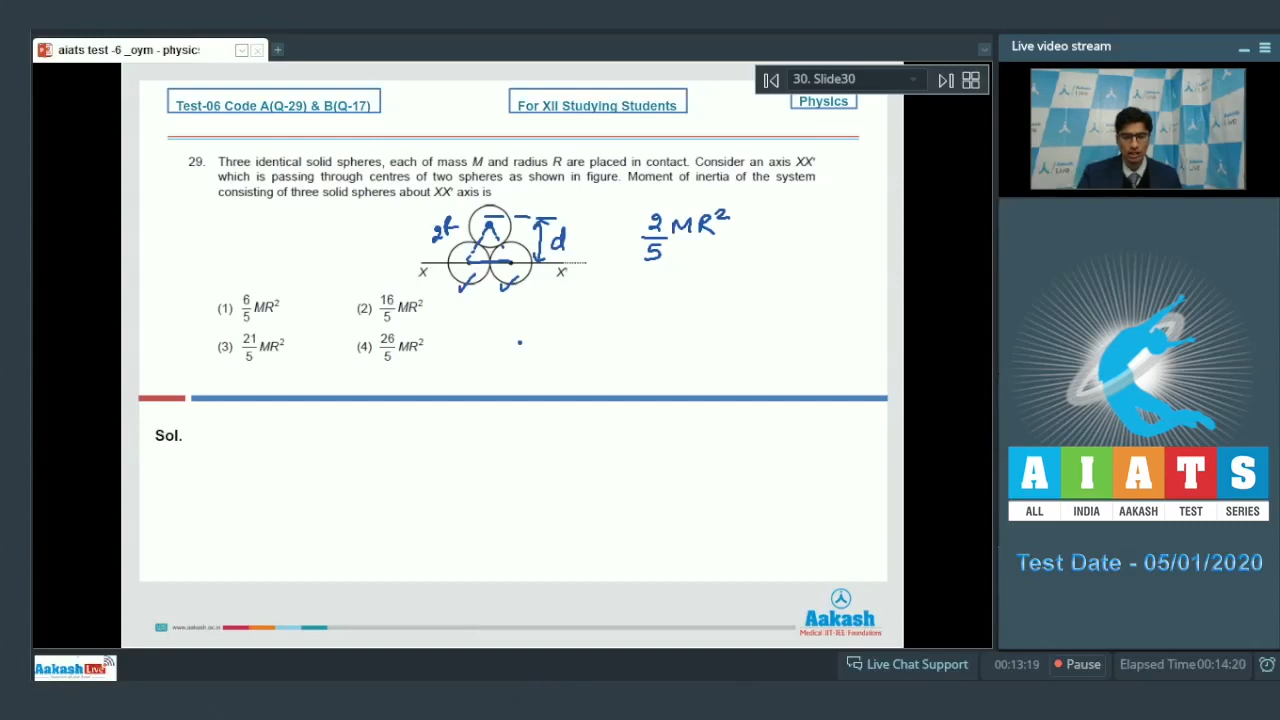 aiats test -6 _oym - physic:
Live video stream
30. Slide30
Test-06 Code A(Q-29) & B(Q-17)
For XII Studying Students
Physics
29. Three identical solid spheres, each of mass M and radius R are placed in contact. Consider an axis XX'
which is passing through centres of two spheres as shown in figure. Moment of inertia of the system
consisting of three solid spheres about XX' axis is
2R
d
2/5 MR²
X
X'
(1) 6/5 MR²
(2) 16/5 MR²
(3) 21/5 MR²
(4) 26/5 MR²
Sol.
www.aakash.ac.in
Aakash
Medical|IIT-JEE|Foundations
A I A T S
ALL INDIA AAKASH TEST SERIES
Test Date - 05/01/2020
Aakash Live
Live Chat Support
00:13:19
Pause
Elapsed Time 00:14:20